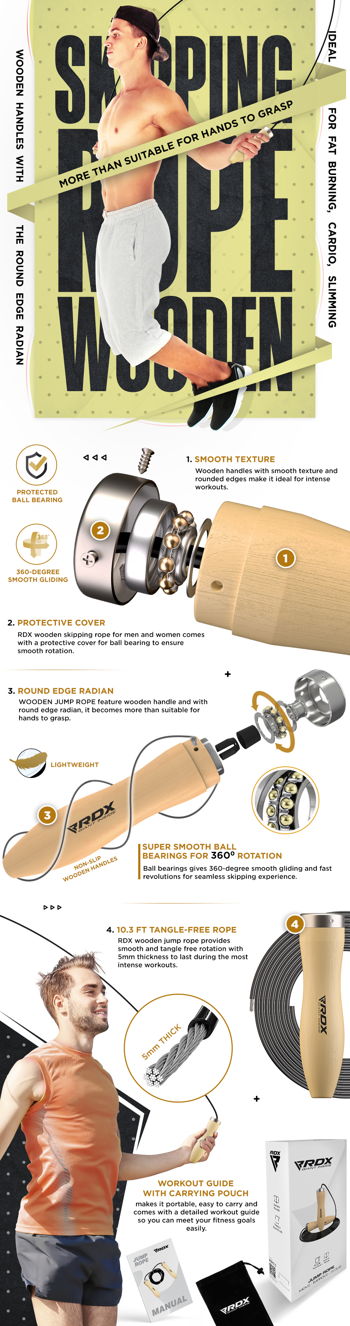 SKIPPING
ROPE
WOODEN
MORE THAN SUITABLE FOR HANDS TO GRASP
WOODEN HANDLES WITH THE ROUND EDGE RADIAN
IDEAL FOR FAT BURNING, CARDIO, SLIMMING
PROTECTED
BALL BEARING
360°
360-DEGREE
SMOOTH GLIDING
1. SMOOTH TEXTURE
Wooden handles with smooth texture and
rounded edges make it ideal for intense
workouts.
2
1
2. PROTECTIVE COVER
RDX wooden skipping rope for men and women comes
with a protective cover for ball bearing to ensure
smooth rotation.
+
3. ROUND EDGE RADIAN
WOODEN JUMP ROPE feature wooden handle and with
round edge radian, it becomes more than suitable for
hands to grasp.
LIGHTWEIGHT
3
RDX
NON-SLIP
WOODEN HANDLES
SUPER SMOOTH BALL
BEARINGS FOR 360⁰ ROTATION
Ball bearings gives 360-degree smooth gliding and fast
revolutions for seamless skipping experience.
4. 10.3 FT TANGLE-FREE ROPE
RDX wooden jump rope provides
smooth and tangle free rotation with
5mm thickness to last during the most
intense workouts.
4
RDX
5mm THICK
+
WORKOUT GUIDE
WITH CARRYING POUCH
makes it portable, easy to carry and
comes with a detailed workout guide
so you can meet your fitness goals
easily.
JUMP
ROPE
RDX
MANUAL
RDX
RDX
RDX
JUMP ROPE